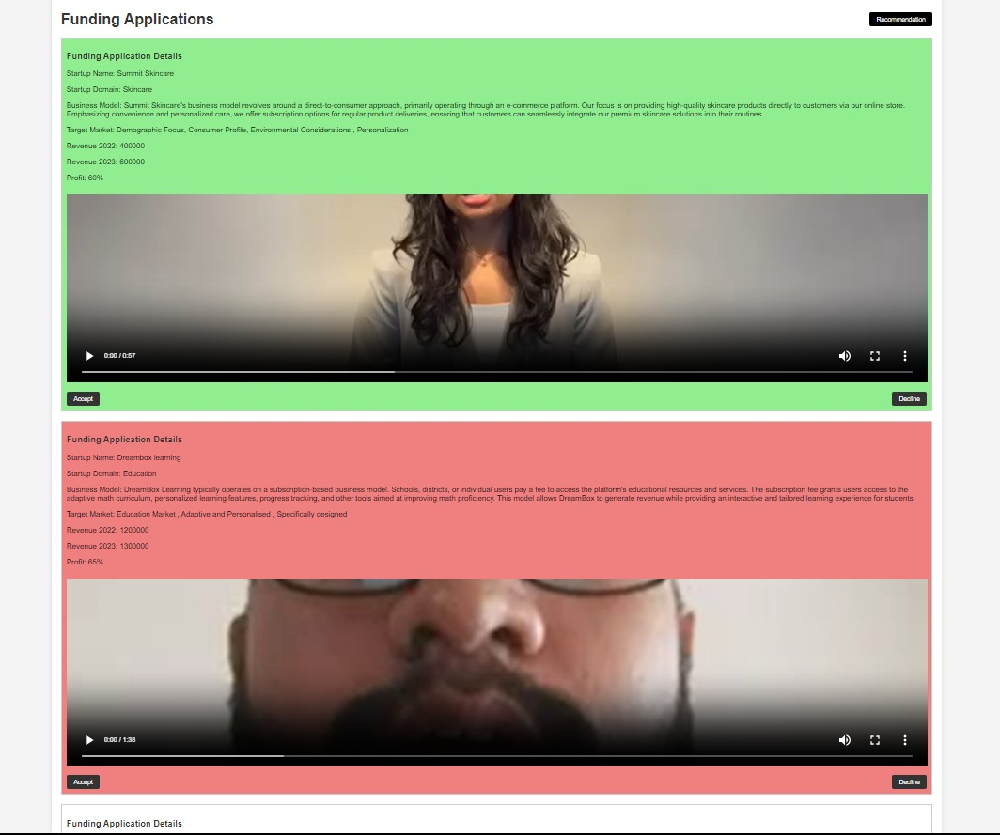 Funding Applications
Recommendation
Funding Application Details
Startup Name: Summit Skincare
Startup Domain: Skincare
Business Model: Summit Skincare's business model revolves around a direct-to-consumer approach, primarily operating through an e-commerce platform. Our focus is on providing high-quality skincare products directly to customers via our online store.
Emphasizing convenience and personalized care, we offer subscription options for regular product deliveries, ensuring that customers can seamlessly integrate our premium skincare solutions into their routines.
Target Market: Demographic Focus, Consumer Profile, Environmental Considerations , Personalization
Revenue 2022: 400000
Revenue 2023: 600000
Profit: 60%
0:00 / 0:57
Accept
Decline
Funding Application Details
Startup Name: Dreambox learning
Startup Domain: Education
Business Model: DreamBox Learning typically operates on a subscription-based business model. Schools, districts, or individual users pay a fee to access the platform's educational resources and services. The subscription fee grants users access to the
adaptive math curriculum, personalized learning features, progress tracking, and other tools aimed at improving math proficiency. This model allows DreamBox to generate revenue while providing an interactive and tailored learning experience for students.
Target Market: Education Market , Adaptive and Personalised , Specifically designed
Revenue 2022: 1200000
Revenue 2023: 1300000
Profit: 65%
0:00 / 1:38
Accept
Decline
Funding Application Details